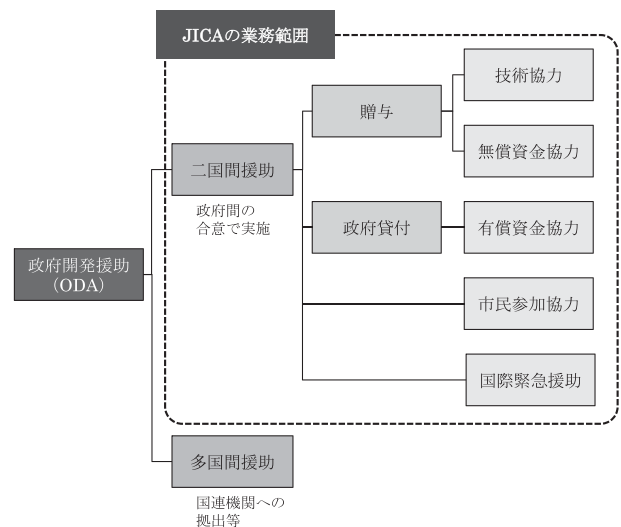 JICAの業務範囲
技術協力
贈与
無償資金協力
二国間援助
政府間の
合意で実施
政府貸付
有償資金協力
政府開発援助
（ODA）
市民参加協力
国際緊急援助
多国間援助
国連機関への
拠出等